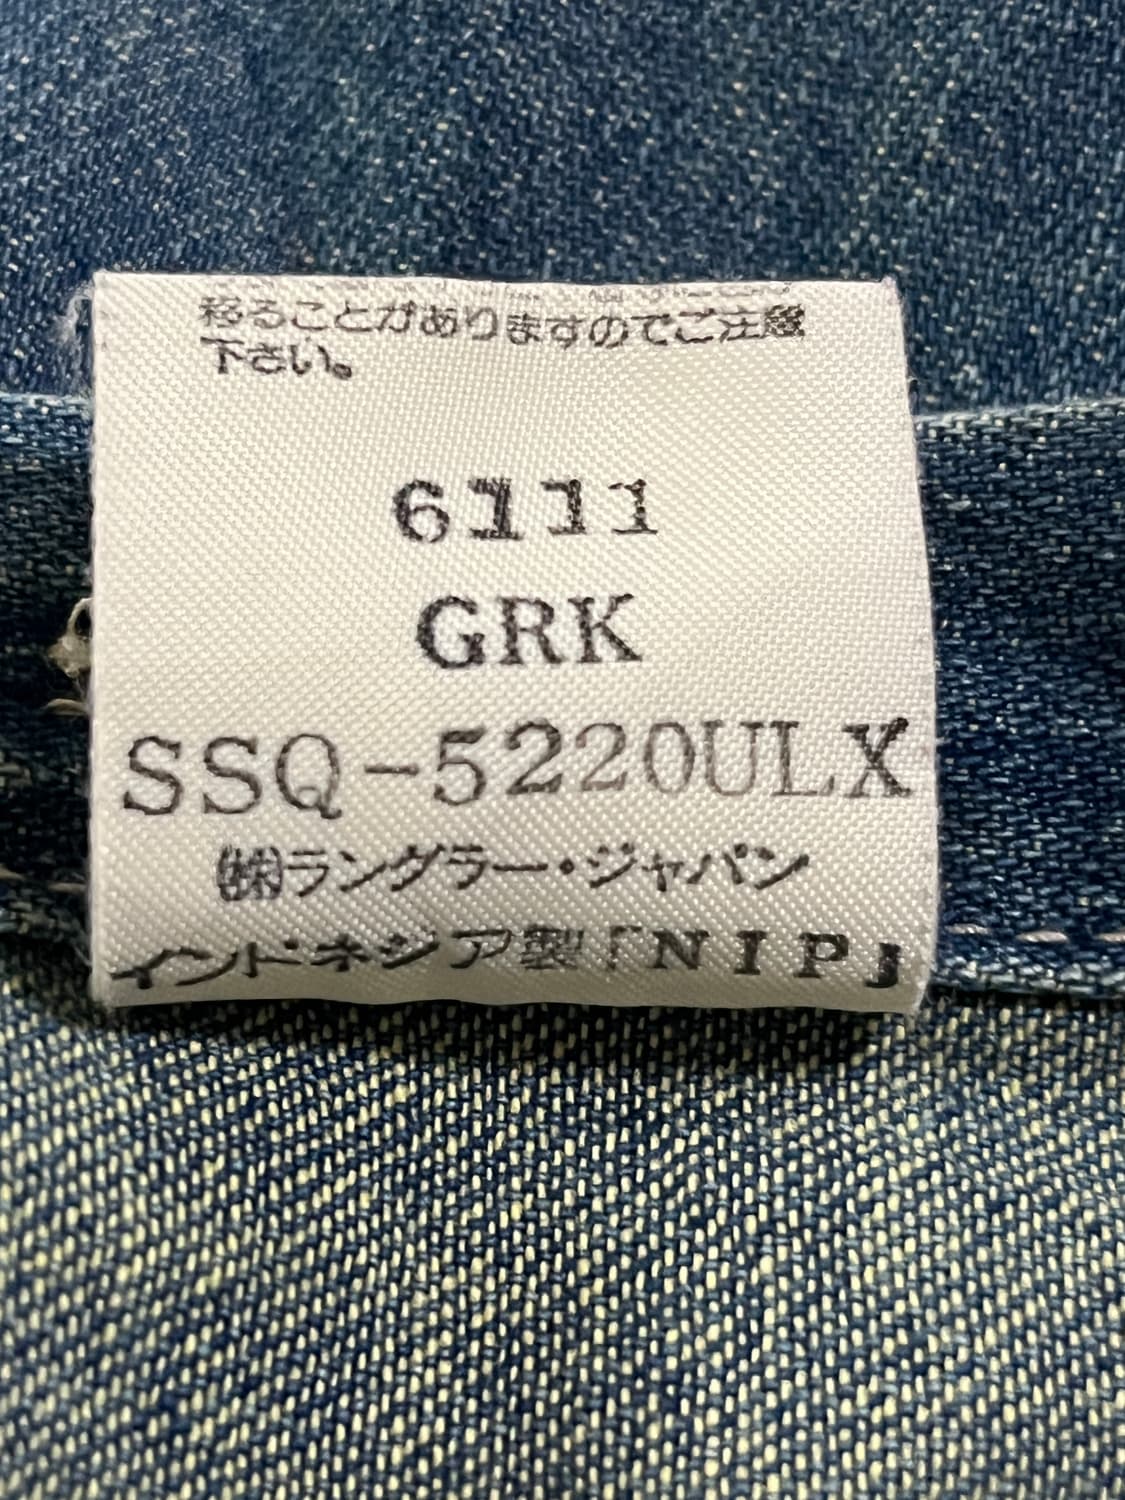 移ることがありますのでご注意
下さい。
6111
GRK
SSQ-5220ULX
㈱ラングラー・ジャパン
インドネシア製「NIP」